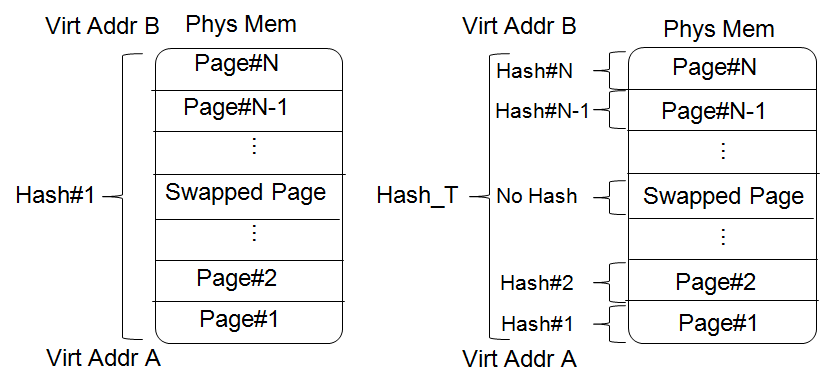 Virt Addr B
Phys Mem
Page#N
Page#N-1
⋮
Hash#1
Swapped Page
⋮
Page#2
Page#1
Virt Addr A
Virt Addr B
Phys Mem
Hash#N
Page#N
Hash#N-1
Page#N-1
⋮
Hash_T
No Hash
Swapped Page
⋮
Hash#2
Page#2
Hash#1
Page#1
Virt Addr A